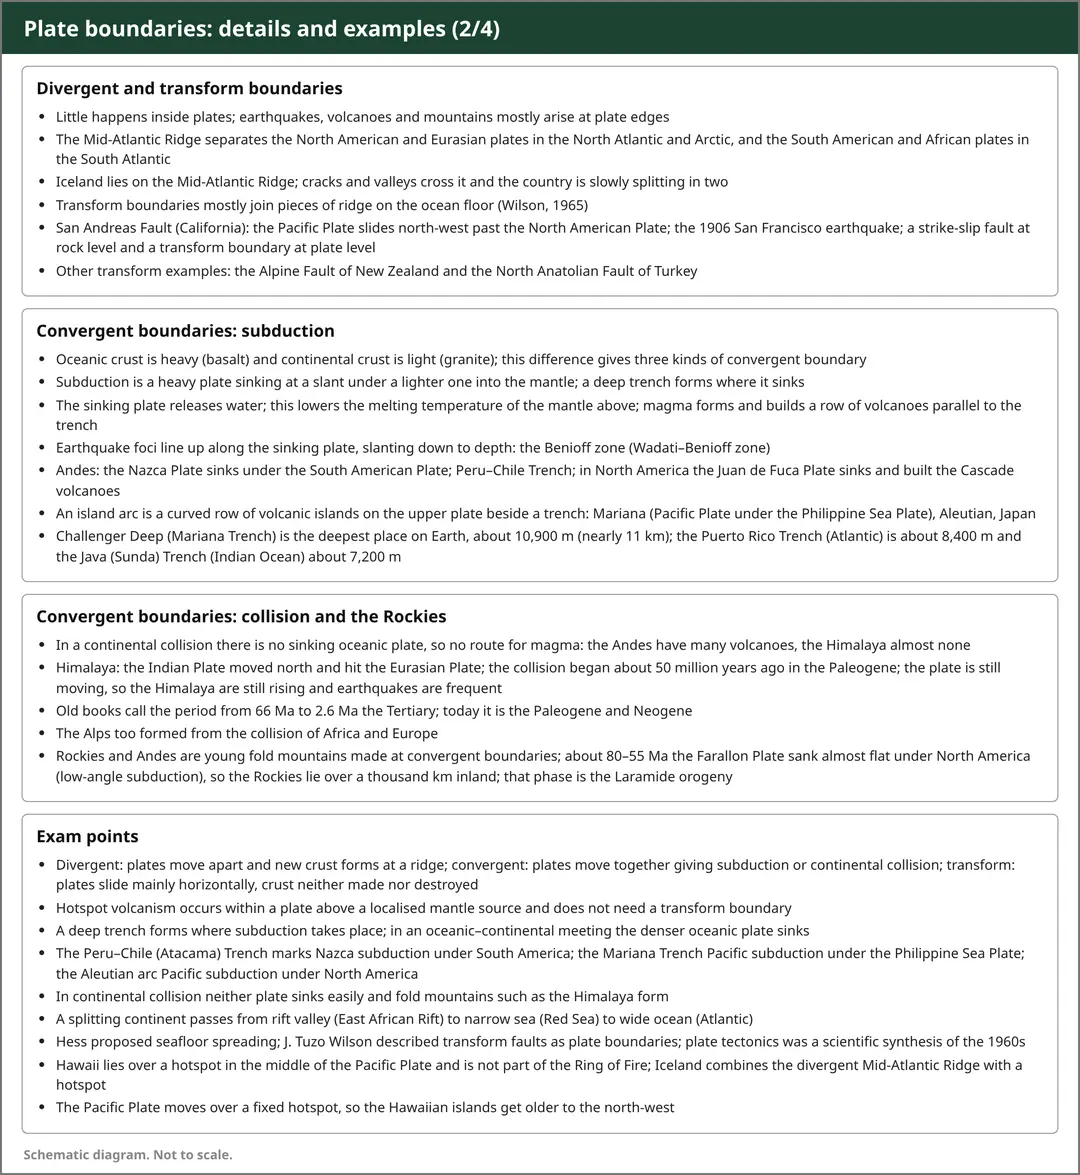 Plate boundaries: details and examples (2/4)
Divergent and transform boundaries
• Little happens inside plates; earthquakes, volcanoes and mountains mostly arise at plate edges
• The Mid-Atlantic Ridge separates the North American and Eurasian plates in the North Atlantic and Arctic, and the South American and African plates in
the South Atlantic
• Iceland lies on the Mid-Atlantic Ridge; cracks and valleys cross it and the country is slowly splitting in two
• Transform boundaries mostly join pieces of ridge on the ocean floor (Wilson, 1965)
• San Andreas Fault (California): the Pacific Plate slides north-west past the North American Plate; the 1906 San Francisco earthquake; a strike-slip fault at
rock level and a transform boundary at plate level
• Other transform examples: the Alpine Fault of New Zealand and the North Anatolian Fault of Turkey
Convergent boundaries: subduction
• Oceanic crust is heavy (basalt) and continental crust is light (granite); this difference gives three kinds of convergent boundary
• Subduction is a heavy plate sinking at a slant under a lighter one into the mantle; a deep trench forms where it sinks
• The sinking plate releases water; this lowers the melting temperature of the mantle above; magma forms and builds a row of volcanoes parallel to the
trench
• Earthquake foci line up along the sinking plate, slanting down to depth: the Benioff zone (Wadati–Benioff zone)
• Andes: the Nazca Plate sinks under the South American Plate; Peru–Chile Trench; in North America the Juan de Fuca Plate sinks and built the Cascade
volcanoes
• An island arc is a curved row of volcanic islands on the upper plate beside a trench: Mariana (Pacific Plate under the Philippine Sea Plate), Aleutian, Japan
• Challenger Deep (Mariana Trench) is the deepest place on Earth, about 10,900 m (nearly 11 km); the Puerto Rico Trench (Atlantic) is about 8,400 m and
the Java (Sunda) Trench (Indian Ocean) about 7,200 m
Convergent boundaries: collision and the Rockies
• In a continental collision there is no sinking oceanic plate, so no route for magma: the Andes have many volcanoes, the Himalaya almost none
• Himalaya: the Indian Plate moved north and hit the Eurasian Plate; the collision began about 50 million years ago in the Paleogene; the plate is still
moving, so the Himalaya are still rising and earthquakes are frequent
• Old books call the period from 66 Ma to 2.6 Ma the Tertiary; today it is the Paleogene and Neogene
• The Alps too formed from the collision of Africa and Europe
• Rockies and Andes are young fold mountains made at convergent boundaries; about 80–55 Ma the Farallon Plate sank almost flat under North America
(low-angle subduction), so the Rockies lie over a thousand km inland; that phase is the Laramide orogeny
Exam points
• Divergent: plates move apart and new crust forms at a ridge; convergent: plates move together giving subduction or continental collision; transform:
plates slide mainly horizontally, crust neither made nor destroyed
• Hotspot volcanism occurs within a plate above a localised mantle source and does not need a transform boundary
• A deep trench forms where subduction takes place; in an oceanic–continental meeting the denser oceanic plate sinks
• The Peru–Chile (Atacama) Trench marks Nazca subduction under South America; the Mariana Trench Pacific subduction under the Philippine Sea Plate;
the Aleutian arc Pacific subduction under North America
• In continental collision neither plate sinks easily and fold mountains such as the Himalaya form
• A splitting continent passes from rift valley (East African Rift) to narrow sea (Red Sea) to wide ocean (Atlantic)
• Hess proposed seafloor spreading; J. Tuzo Wilson described transform faults as plate boundaries; plate tectonics was a scientific synthesis of the 1960s
• Hawaii lies over a hotspot in the middle of the Pacific Plate and is not part of the Ring of Fire; Iceland combines the divergent Mid-Atlantic Ridge with a
hotspot
• The Pacific Plate moves over a fixed hotspot, so the Hawaiian islands get older to the north-west
Schematic diagram. Not to scale.